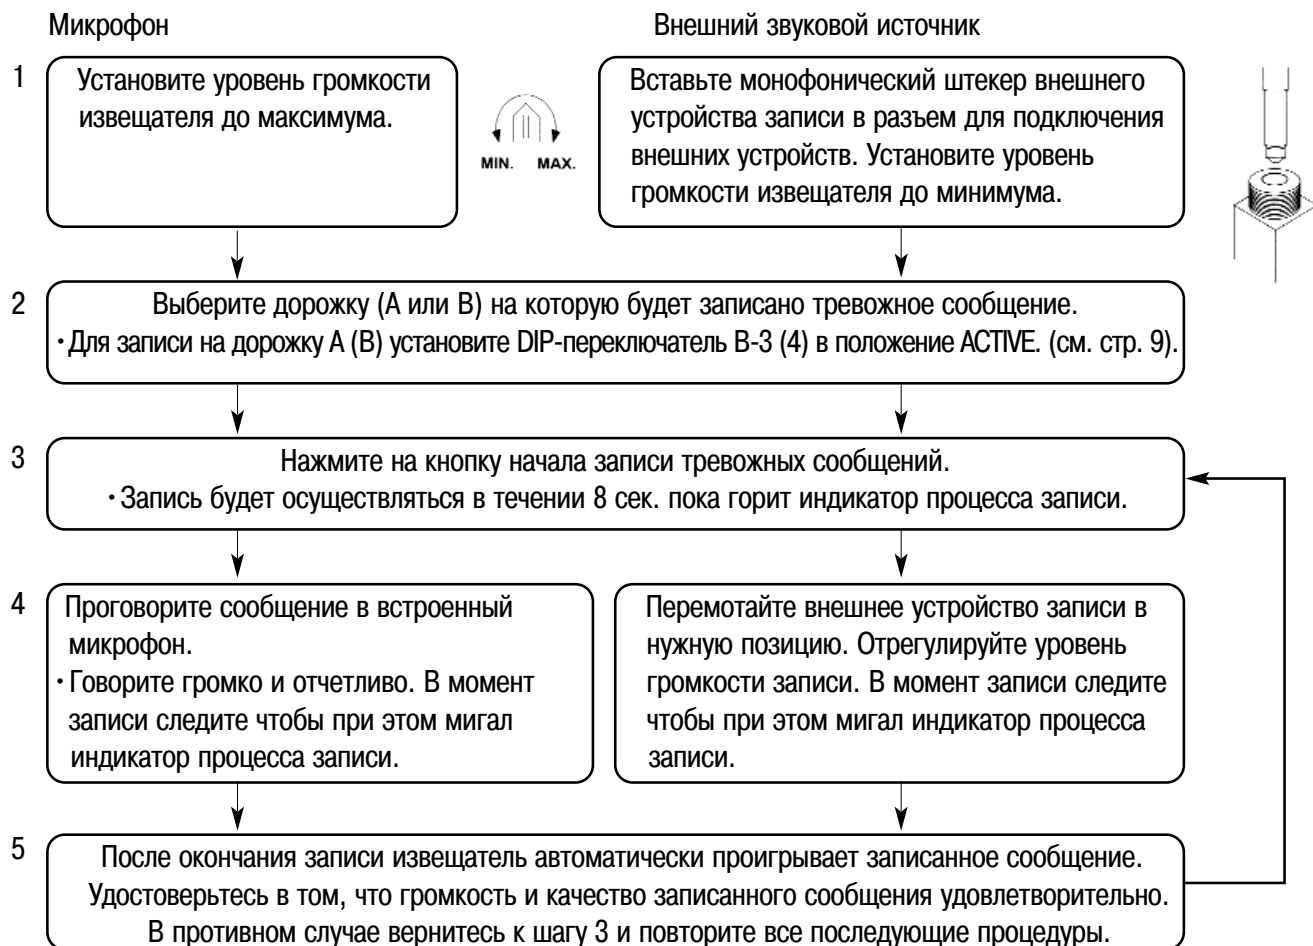 Микрофон
Внешний звуковой источник
1
Установите уровень громкости
извещателя до максимума.
MIN. MAX.
Вставьте монофонический штекер внешнего
устройства записи в разъем для подключения
внешних устройств. Установите уровень
громкости извещателя до минимума.
2
Выберите дорожку (А или В) на которую будет записано тревожное сообщение.
· Для записи на дорожку А (В) установите DIP-переключатель В-3 (4) в положение ACTIVE. (см. стр. 9).
3
Нажмите на кнопку начала записи тревожных сообщений.
· Запись будет осуществляться в течении 8 сек. пока горит индикатор процесса записи.
4
Проговорите сообщение в встроенный
микрофон.
· Говорите громко и отчетливо. В момент
записи следите чтобы при этом мигал
индикатор процесса записи.
Перемотайте внешнее устройство записи в
нужную позицию. Отрегулируйте уровень
громкости записи. В момент записи следите
чтобы при этом мигал индикатор процесса
записи.
5
После окончания записи извещатель автоматически проигрывает записанное сообщение.
Удостоверьтесь в том, что громкость и качество записанного сообщения удовлетворительно.
В противном случае вернитесь к шагу 3 и повторите все последующие процедуры.